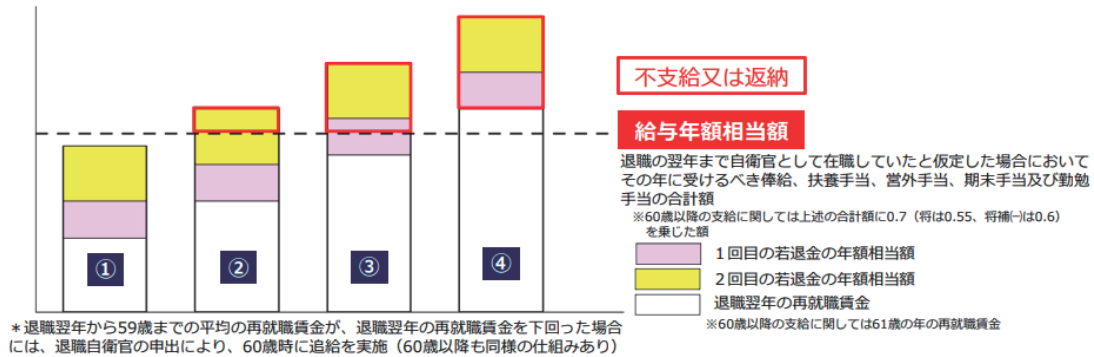 不支給又は返納
給与年額相当額
退職の翌年まで自衛官として在職していたと仮定した場合において
その年に受けるべき俸給、扶養手当、営外手当、期末手当及び勤勉
手当の合計額
※60歳以降の支給に関しては上述の合計額に0.7（将は0.55、将補㈠は0.6）
を乗じた額
１回目の若退金の年額相当額
２回目の若退金の年額相当額
退職翌年の再就職賃金
※60歳以降の支給に関しては61歳の年の再就職賃金
①
②
③
④
＊退職翌年から59歳までの平均の再就職賃金が、退職翌年の再就職賃金を下回った場合
には、退職自衛官の申出により、60歳時に追給を実施（60歳以降も同様の仕組みあり）